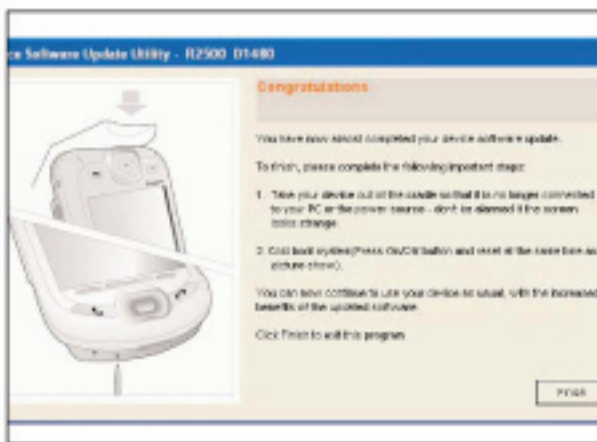 ce Software Update Utility - R2500 D1480
Congratulations
You have now almost completed your device software update.
To finish, please complete the following important steps:
1. Take your device out of the cradle so that it is no longer connected
to your PC or the power source - don't be alarmed if the screen
looks strange.
2. Cold boot system(Press On/Off button and reset at the same time as
picture show).
You can now continue to use your device as usual, with the increased
benefits of the updated software.
Click Finish to exit this program.
Finish